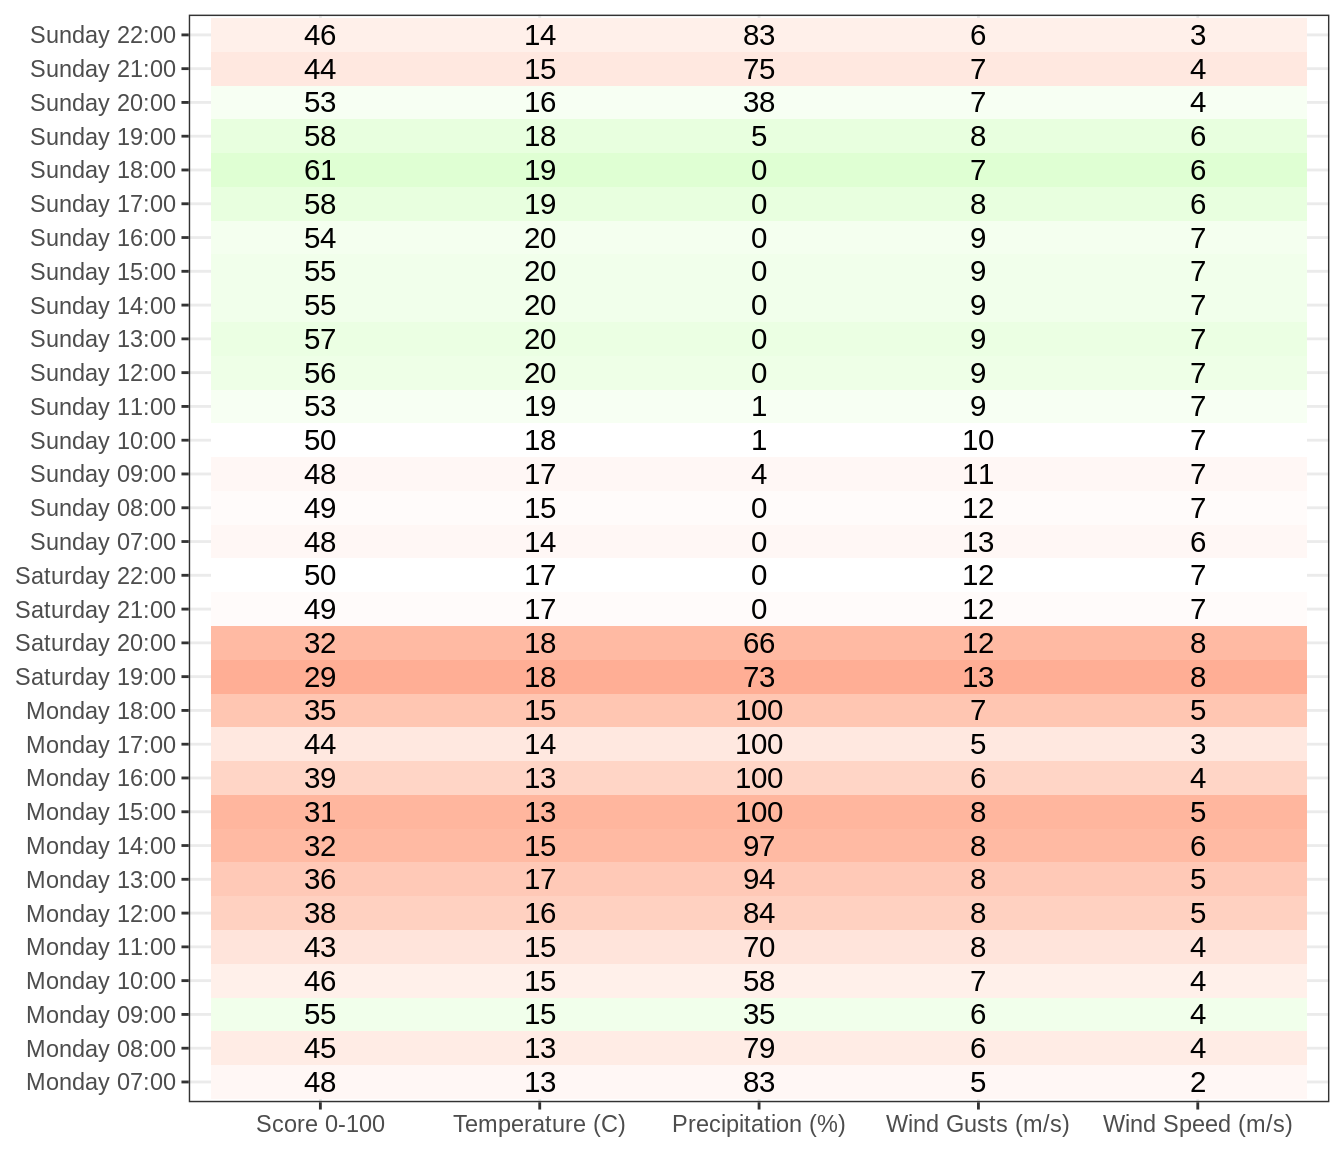 Sunday 22:00 46 14 83 6 3
Sunday 21:00 44 15 75 7 4
Sunday 20:00 53 16 38 7 4
Sunday 19:00 58 18 5 8 6
Sunday 18:00 61 19 0 7 6
Sunday 17:00 58 19 0 8 6
Sunday 16:00 54 20 0 9 7
Sunday 15:00 55 20 0 9 7
Sunday 14:00 55 20 0 9 7
Sunday 13:00 57 20 0 9 7
Sunday 12:00 56 20 0 9 7
Sunday 11:00 53 19 1 9 7
Sunday 10:00 50 18 1 10 7
Sunday 09:00 48 17 4 11 7
Sunday 08:00 49 15 0 12 7
Sunday 07:00 48 14 0 13 6
Saturday 22:00 50 17 0 12 7
Saturday 21:00 49 17 0 12 7
Saturday 20:00 32 18 66 12 8
Saturday 19:00 29 18 73 13 8
Monday 18:00 35 15 100 7 5
Monday 17:00 44 14 100 5 3
Monday 16:00 39 13 100 6 4
Monday 15:00 31 13 100 8 5
Monday 14:00 32 15 97 8 6
Monday 13:00 36 17 94 8 5
Monday 12:00 38 16 84 8 5
Monday 11:00 43 15 70 8 4
Monday 10:00 46 15 58 7 4
Monday 09:00 55 15 35 6 4
Monday 08:00 45 13 79 6 4
Monday 07:00 48 13 83 5 2
Score 0-100 Temperature (C) Precipitation (%) Wind Gusts (m/s) Wind Speed (m/s)